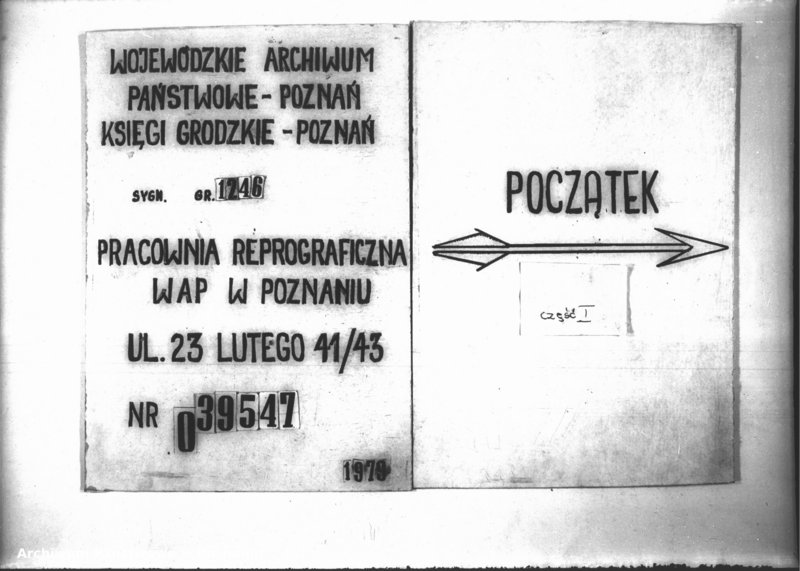 WOJEWÓDZKIE ARCHIWUM
PAŃSTWOWE - POZNAŃ
KSIĘGI GRODZKIE - POZNAŃ
SYGN. GR. 1246
PRACOWNIA REPROGRAFICZNA
WAP W POZNANIU
UL. 23 LUTEGO 41/43
NR 039547
1979
POCZĄTEK
część I